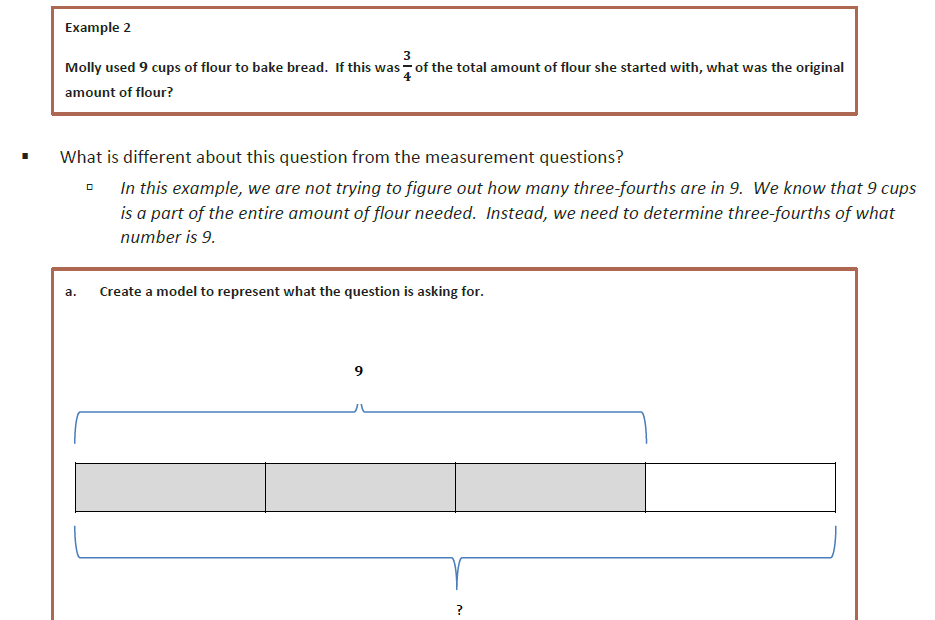 Example 2
Molly used 9 cups of flour to bake bread. If this was 3/4 of the total amount of flour she started with, what was the original
amount of flour?
▪ What is different about this question from the measurement questions?
▫ In this example, we are not trying to figure out how many three-fourths are in 9. We know that 9 cups
is a part of the entire amount of flour needed. Instead, we need to determine three-fourths of what
number is 9.
a. Create a model to represent what the question is asking for.
9
?